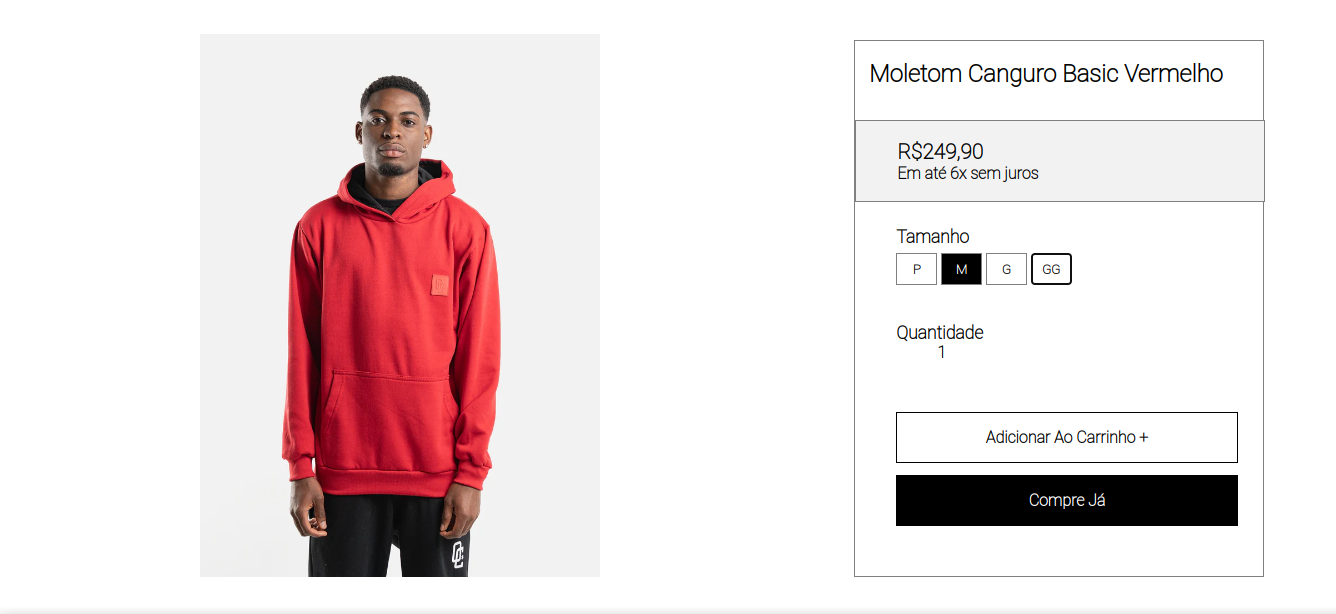 Moletom Canguro Basic Vermelho
R$249,90
Em até 6x sem juros
Tamanho
P M G GG
Quantidade
1
Adicionar Ao Carrinho +
Compre Já